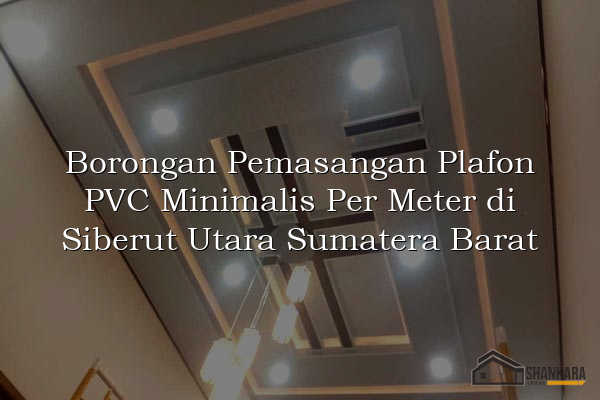 Borongan Pemasangan Plafon
PVC Minimalis Per Meter di
Siberut Utara Sumatera Barat
SHANKARA